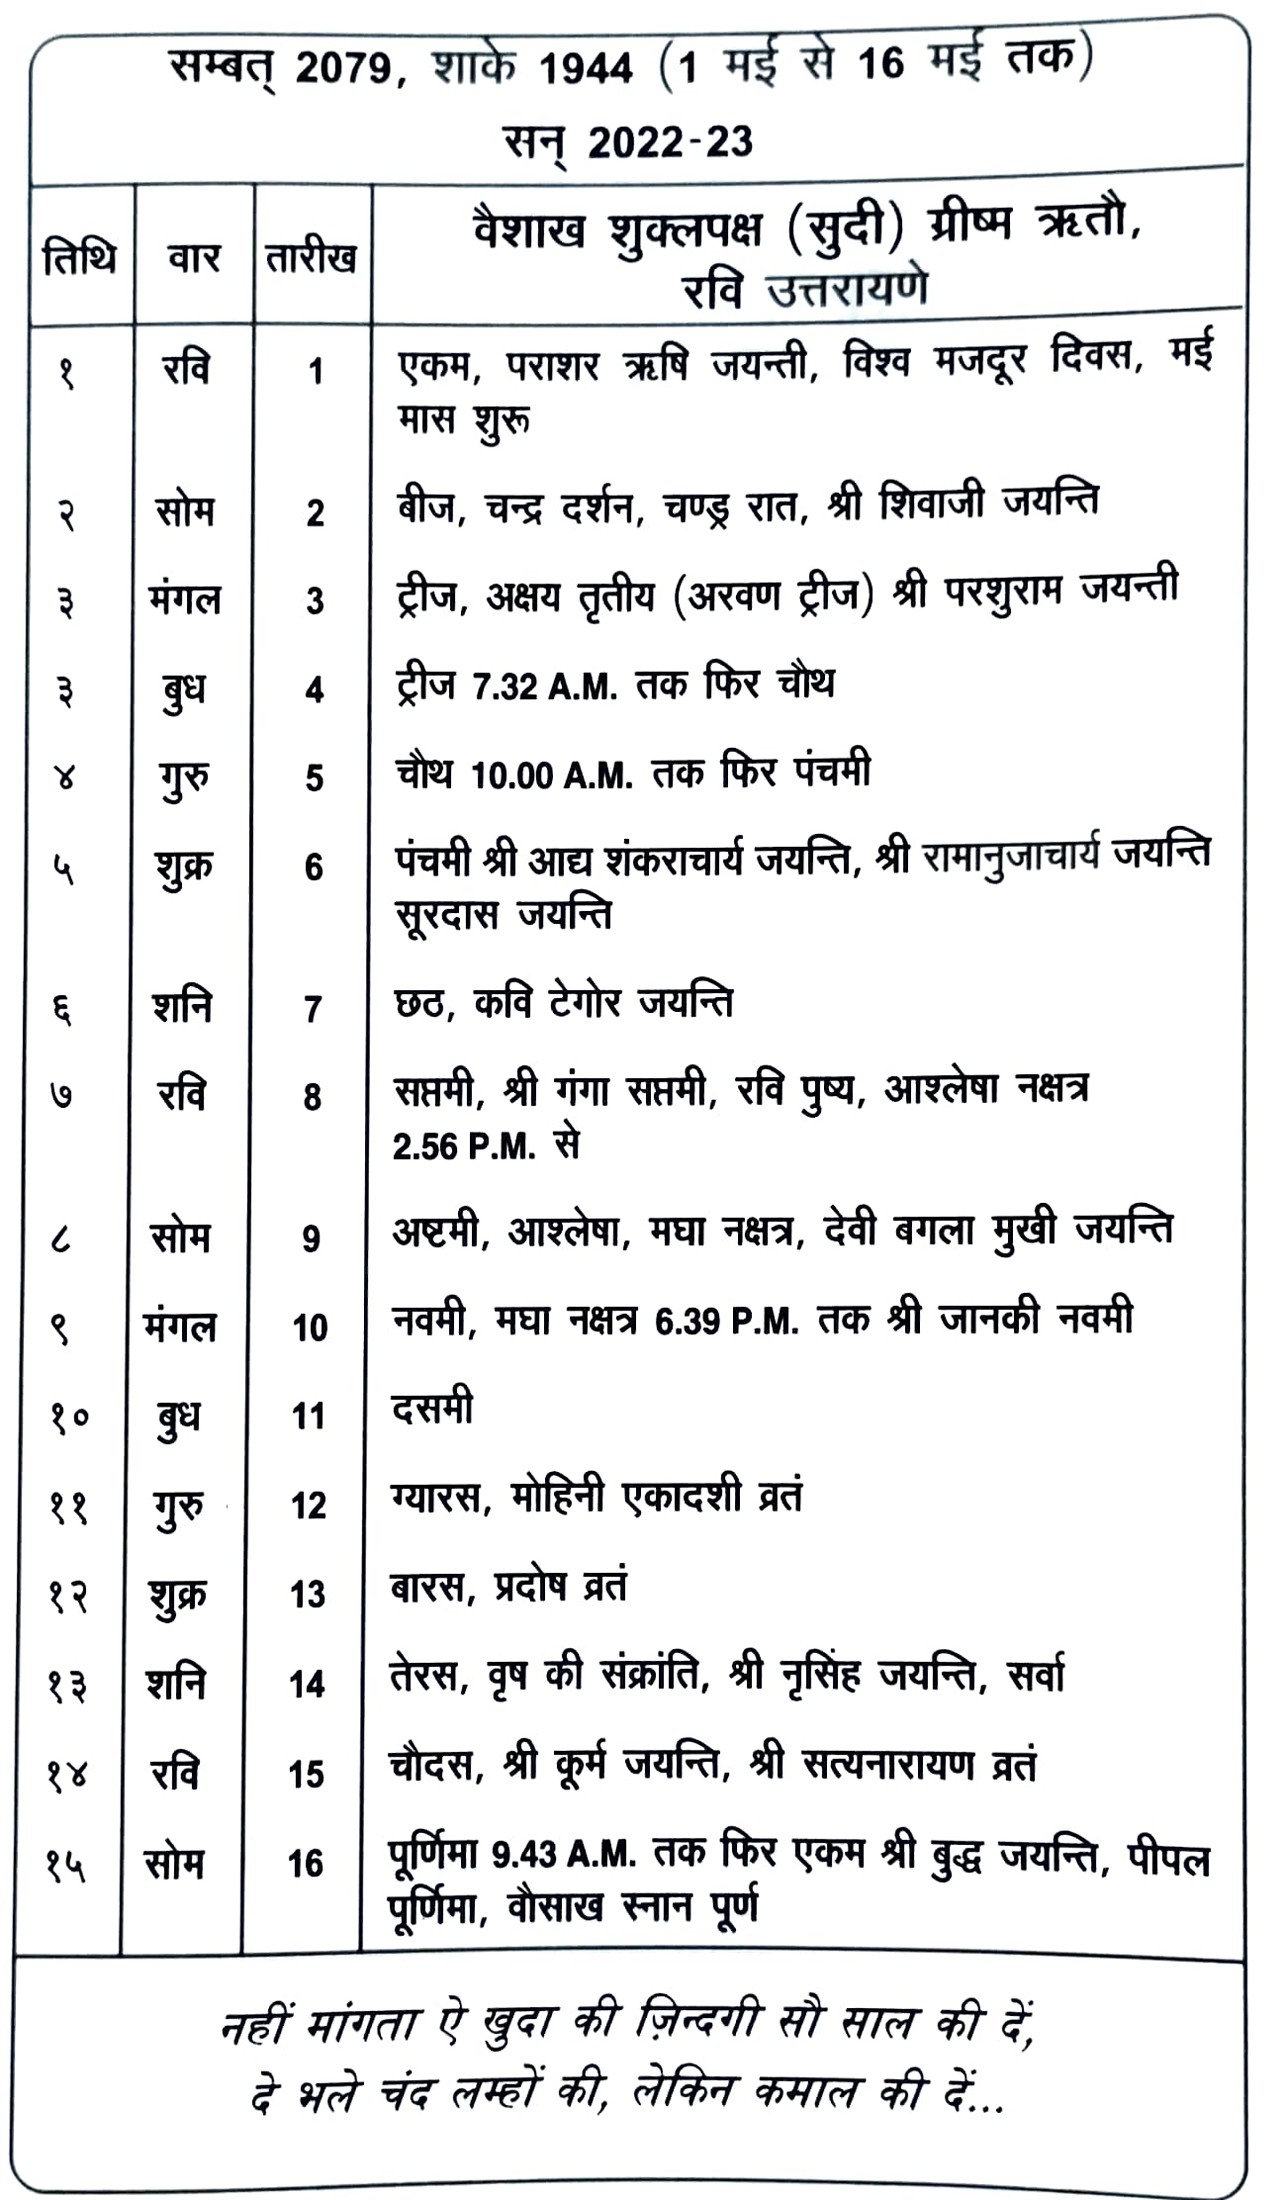 सम्बत् 2079, शाके 1944 (1 मई से 16 मई तक)
सन् 2022-23
तिथि वार तारीख वैशाख शुक्लपक्ष (सुदी) ग्रीष्म ऋतौ,
रवि उत्तरायणे
१ रवि 1 एकम, पराशर ऋषि जयन्ती, विश्व मजदूर दिवस, मई
मास शुरू
२ सोम 2 बीज, चन्द्र दर्शन, चण्ड्र रात, श्री शिवाजी जयन्ति
३ मंगल 3 ट्रीज, अक्षय तृतीय (अरवण ट्रीज) श्री परशुराम जयन्ती
३ बुध 4 ट्रीज 7.32 A.M. तक फिर चौथ
४ गुरु 5 चौथ 10.00 A.M. तक फिर पंचमी
५ शुक्र 6 पंचमी श्री आद्य शंकराचार्य जयन्ति, श्री रामानुजाचार्य जयन्ति
सूरदास जयन्ति
६ शनि 7 छठ, कवि टेगोर जयन्ति
७ रवि 8 सप्तमी, श्री गंगा सप्तमी, रवि पुष्य, आश्लेषा नक्षत्र
2.56 P.M. से
८ सोम 9 अष्टमी, आश्लेषा, मघा नक्षत्र, देवी बगला मुखी जयन्ति
९ मंगल 10 नवमी, मघा नक्षत्र 6.39 P.M. तक श्री जानकी नवमी
१० बुध 11 दसमी
११ गुरु 12 ग्यारस, मोहिनी एकादशी व्रतं
१२ शुक्र 13 बारस, प्रदोष व्रतं
१३ शनि 14 तेरस, वृष की संक्रांति, श्री नृसिंह जयन्ति, सर्वा
१४ रवि 15 चौदस, श्री कूर्म जयन्ति, श्री सत्यनारायण व्रतं
१५ सोम 16 पूर्णिमा 9.43 A.M. तक फिर एकम श्री बुद्ध जयन्ति, पीपल
पूर्णिमा, वौसाख स्नान पूर्ण
नहीं मांगता ऐ खुदा की ज़िन्दगी सौ साल की दें,
दे भले चंद लम्हों की, लेकिन कमाल की दें...